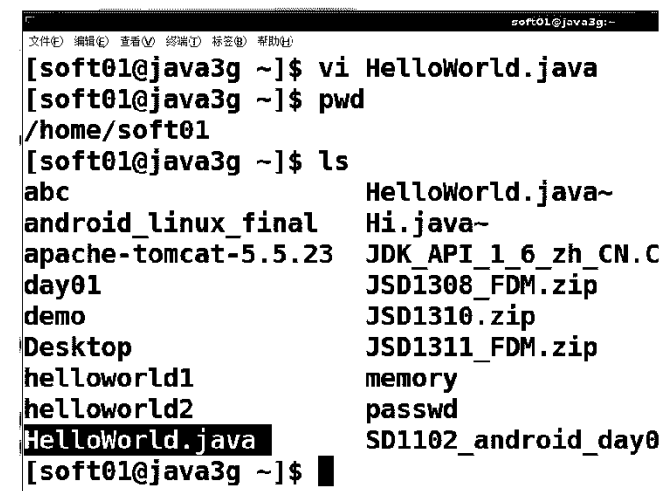 soft01@java3g:~
文件(F) 编辑(E) 查看(V) 终端(T) 标签(B) 帮助(H)
[soft01@java3g ~]$ vi HelloWorld.java
[soft01@java3g ~]$ pwd
/home/soft01
[soft01@java3g ~]$ ls
abc HelloWorld.java~
android_linux_final Hi.java~
apache-tomcat-5.5.23 JDK_API_1_6_zh_CN.C
day01 JSD1308_FDM.zip
demo JSD1310.zip
Desktop JSD1311_FDM.zip
helloworld1 memory
helloworld2 passwd
HelloWorld.java SD1102_android_day0
[soft01@java3g ~]$